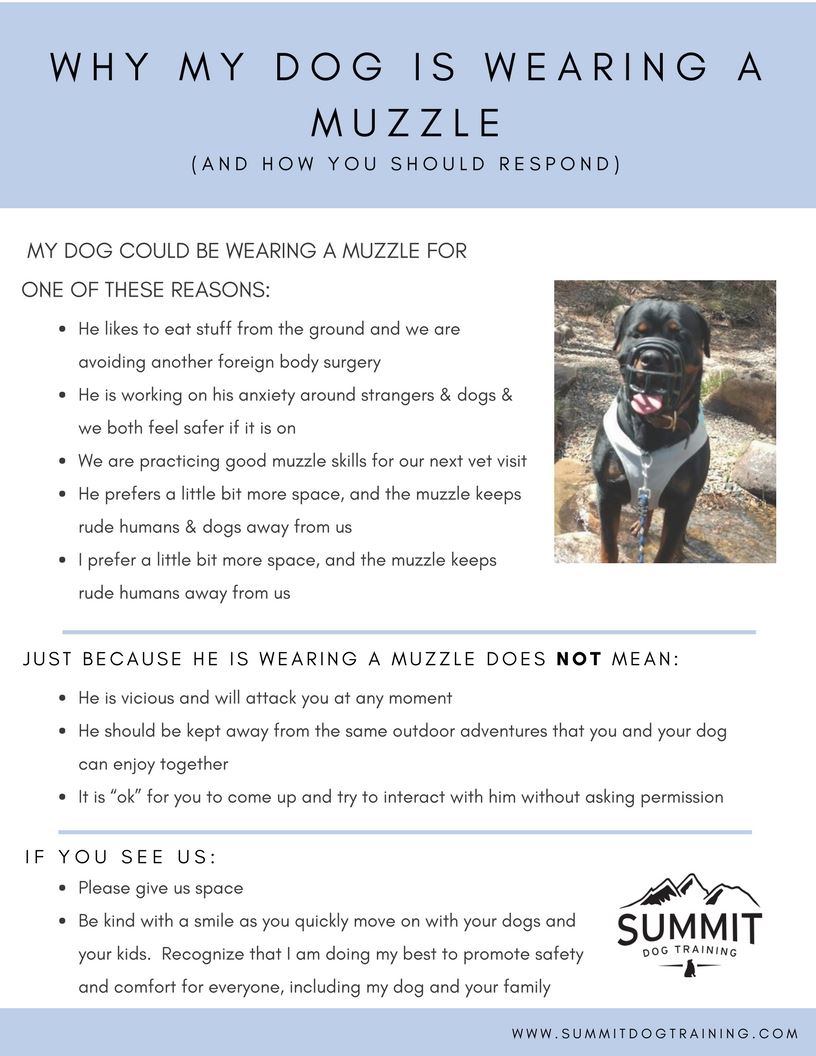 WHY MY DOG IS WEARING A
MUZZLE
(AND HOW YOU SHOULD RESPOND)
MY DOG COULD BE WEARING A MUZZLE FOR
ONE OF THESE REASONS:
• He likes to eat stuff from the ground and we are
avoiding another foreign body surgery
• He is working on his anxiety around strangers & dogs &
we both feel safer if it is on
• We are practicing good muzzle skills for our next vet visit
• He prefers a little bit more space, and the muzzle keeps
rude humans & dogs away from us
• I prefer a little bit more space, and the muzzle keeps
rude humans away from us
JUST BECAUSE HE IS WEARING A MUZZLE DOES NOT MEAN:
• He is vicious and will attack you at any moment
• He should be kept away from the same outdoor adventures that you and your dog
can enjoy together
• It is “ok” for you to come up and try to interact with him without asking permission
IF YOU SEE US:
• Please give us space
• Be kind with a smile as you quickly move on with your dogs and
your kids.  Recognize that I am doing my best to promote safety
and comfort for everyone, including my dog and your family
SUMMIT
DOG TRAINING
WWW.SUMMITDOGTRAINING.COM